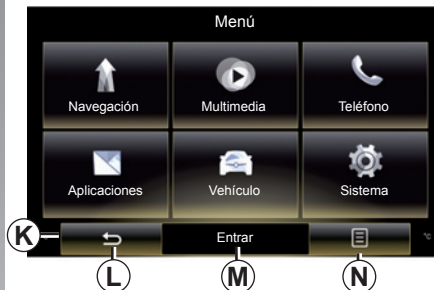 Menú
Navegación Multimedia Teléfono
Aplicaciones Vehículo Sistema
K Entrar °C
L M N